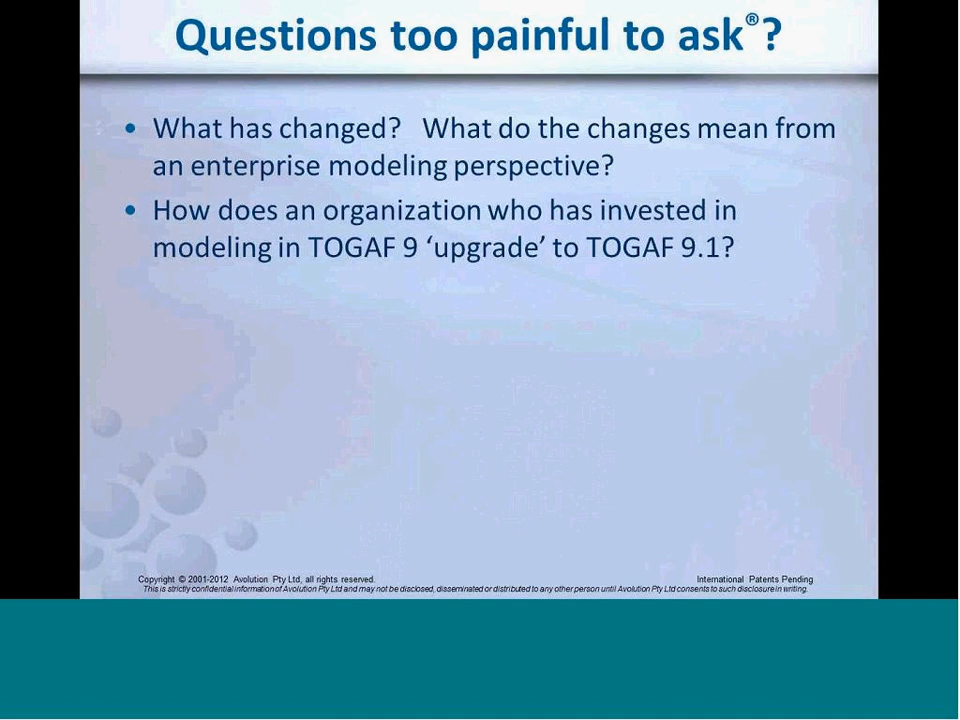 Questions too painful to ask®?
• What has changed? What do the changes mean from
an enterprise modeling perspective?
• How does an organization who has invested in
modeling in TOGAF 9 ‘upgrade’ to TOGAF 9.1?
Copyright © 2001-2012 Avolution Pty Ltd, all rights reserved. International Patents Pending
This is strictly confidential information of Avolution Pty Ltd and may not be disclosed, disseminated or distributed to any other person until Avolution Pty Ltd consents to such disclosure in writing.